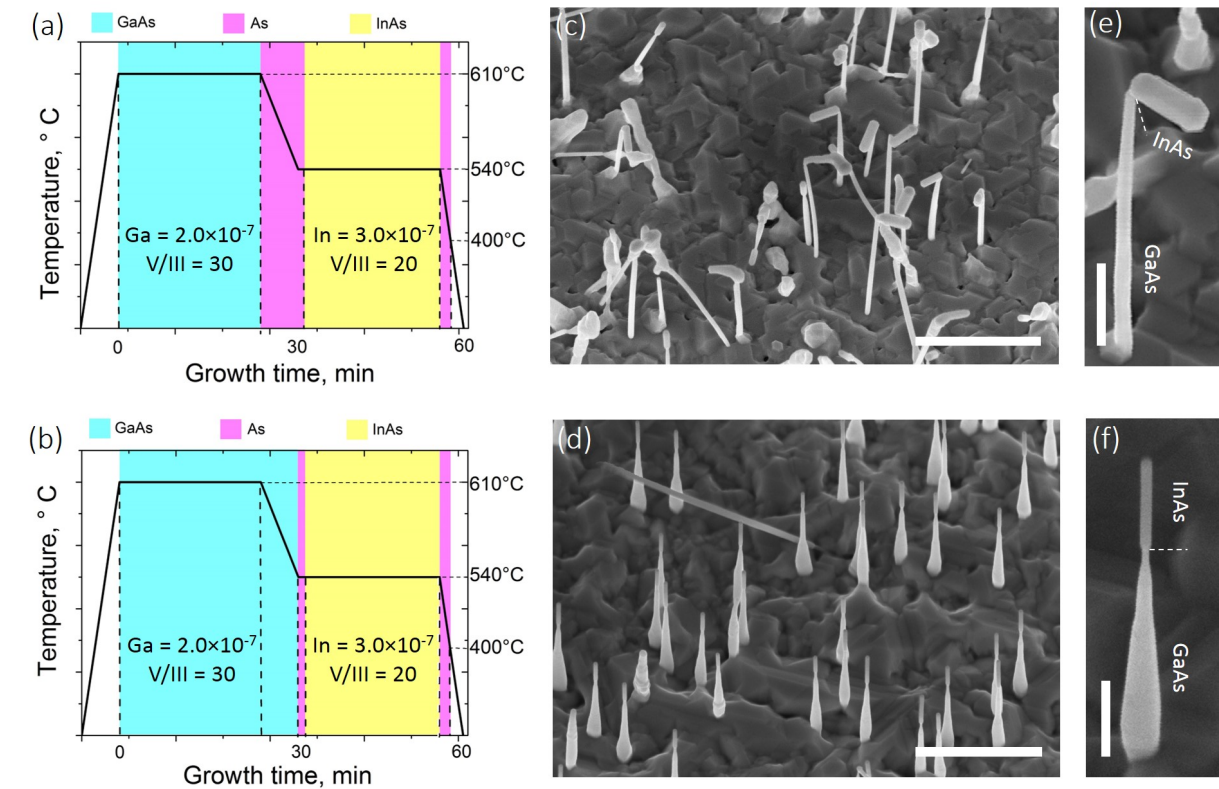 (a)
GaAs
As
InAs
Temperature, ° C
610°C
540°C
400°C
Ga = 2.0×10-7
V/III = 30
In = 3.0×10-7
V/III = 20
0
30
60
Growth time, min
(b)
GaAs
As
InAs
Temperature, ° C
610°C
540°C
400°C
Ga = 2.0×10-7
V/III = 30
In = 3.0×10-7
V/III = 20
0
30
60
Growth time, min
(c)
(d)
(e)
InAs
GaAs
(f)
InAs
GaAs